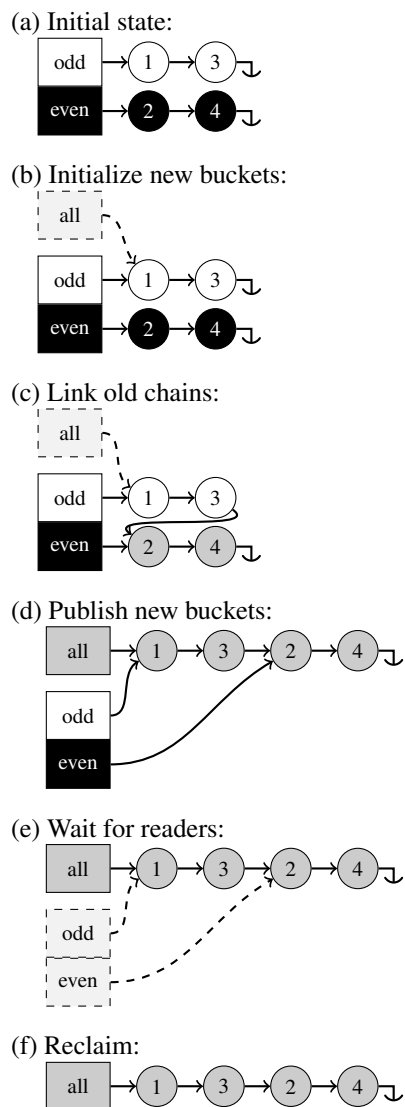 (a) Initial state:
odd 1 3
even 2 4
(b) Initialize new buckets:
all
odd 1 3
even 2 4
(c) Link old chains:
all
odd 1 3
even 2 4
(d) Publish new buckets:
all 1 3 2 4
odd
even
(e) Wait for readers:
all 1 3 2 4
odd
even
(f) Reclaim:
all 1 3 2 4